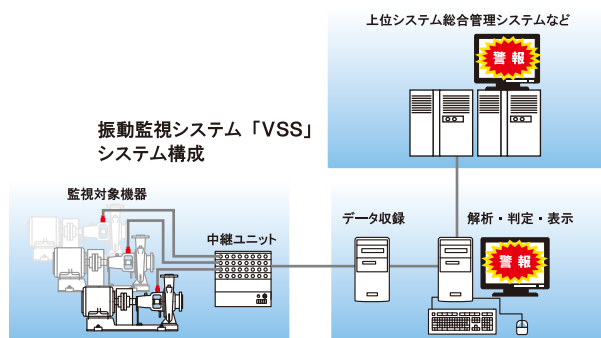 上位システム総合管理システムなど
警報
振動監視システム「VSS」
システム構成
監視対象機器
中継ユニット
データ収録
解析・判定・表示
警報